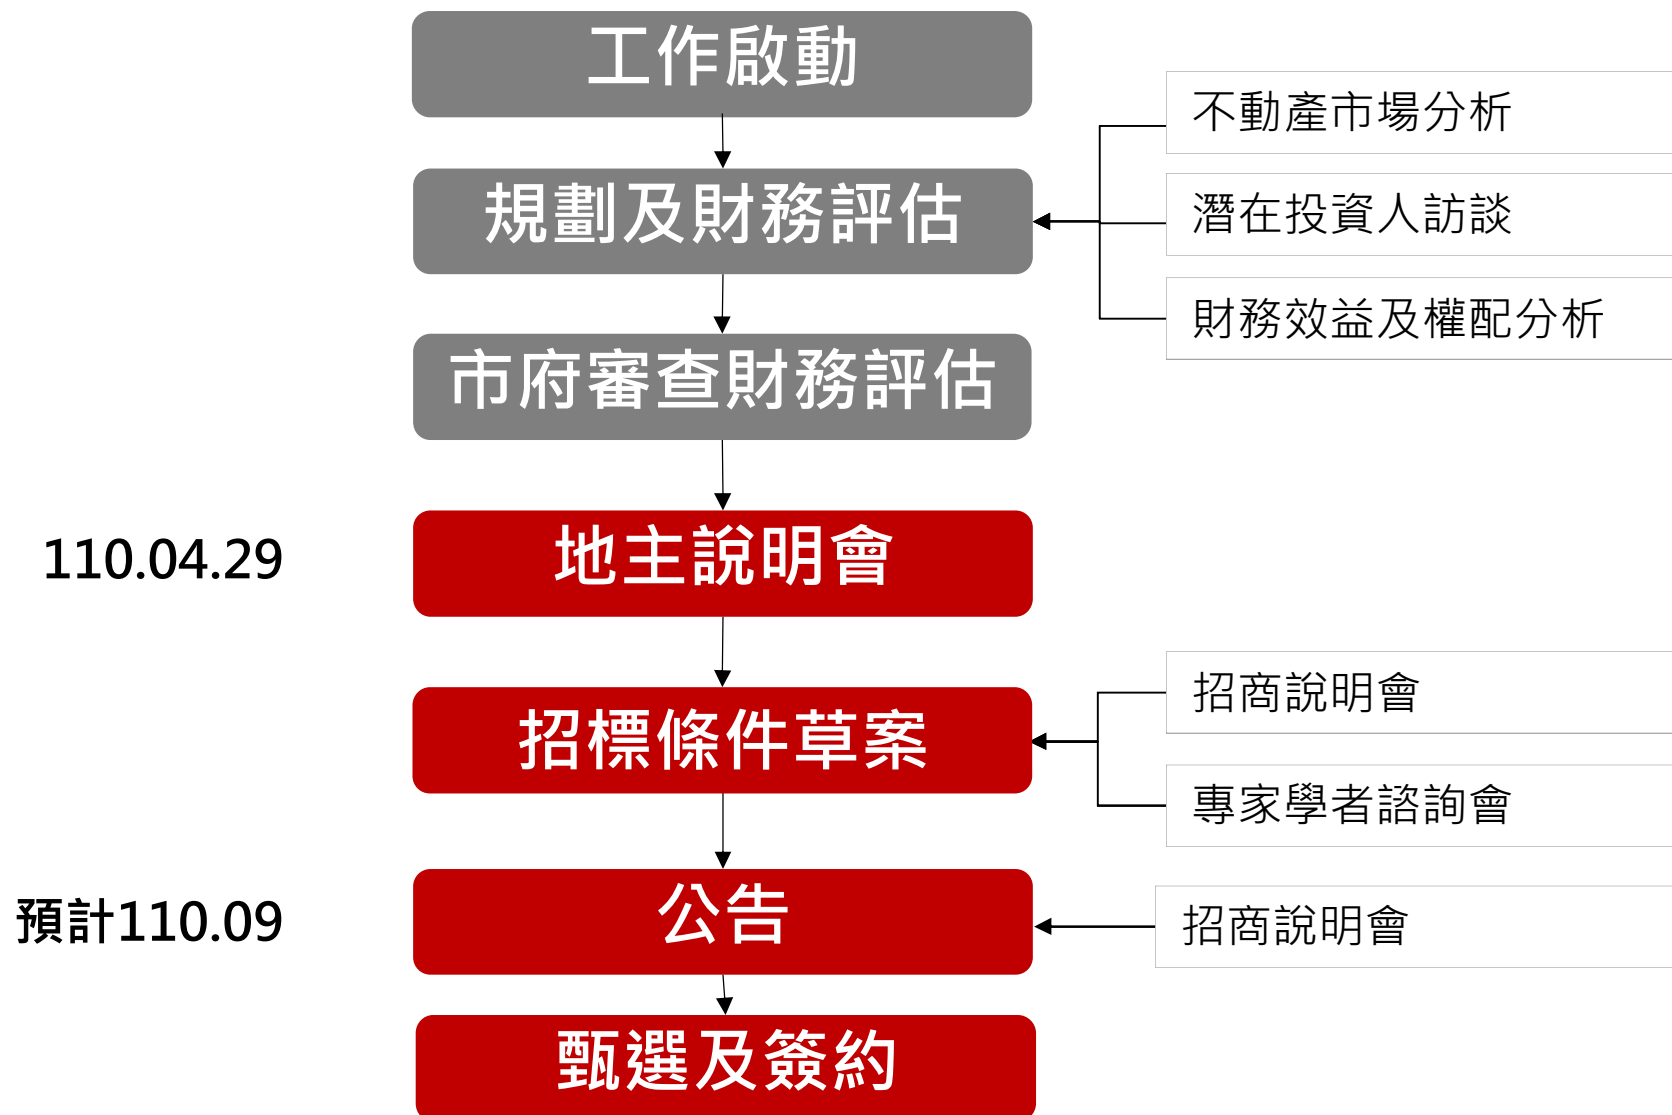 工作啟動
不動產市場分析
規劃及財務評估
潛在投資人訪談
財務效益及權配分析
市府審查財務評估
110.04.29
地主說明會
招標條件草案
招商說明會
專家學者諮詢會
預計110.09
公告
招商說明會
甄選及簽約